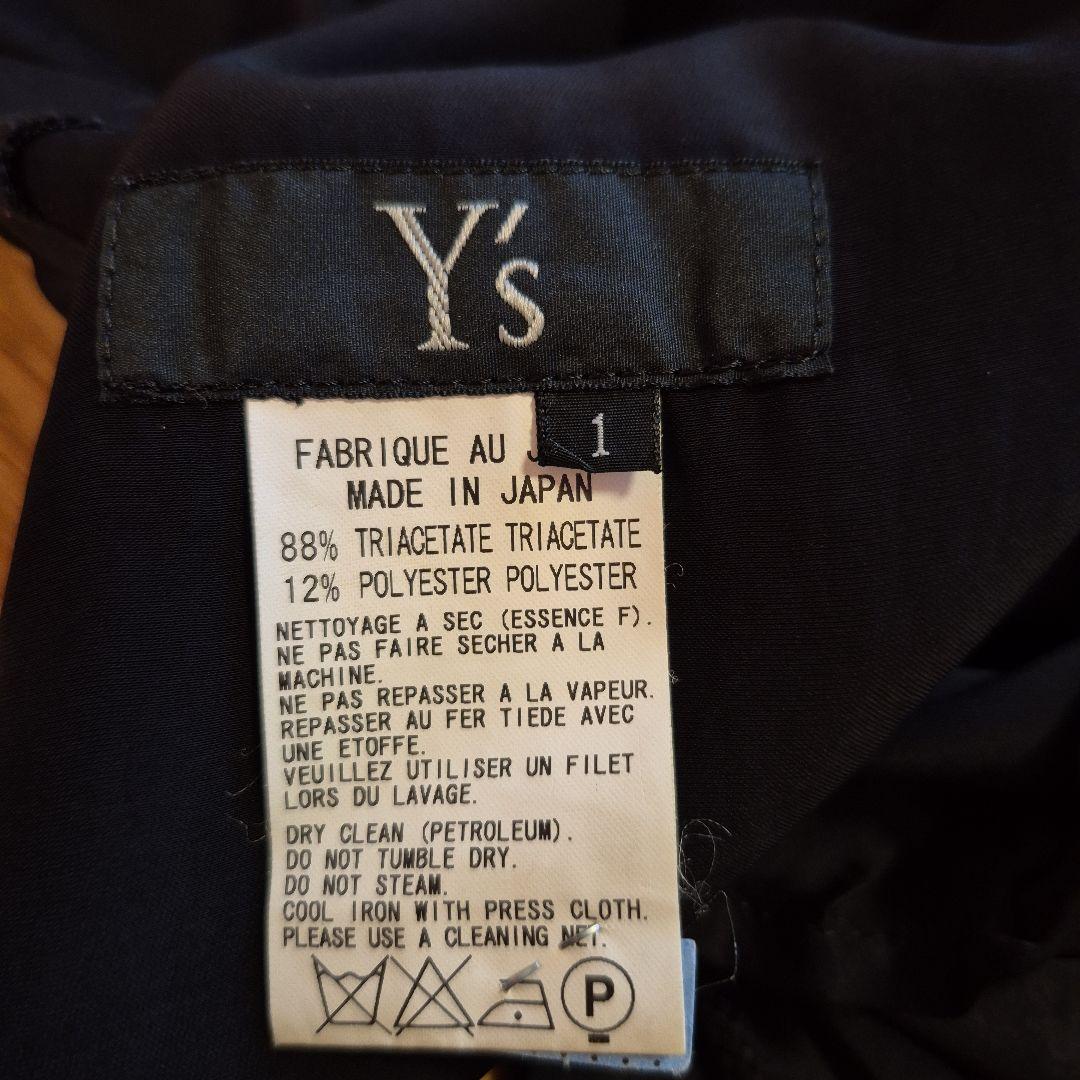 Y's
1
FABRIQUE AU
MADE IN JAPAN
88% TRIACETATE TRIACETATE
12% POLYESTER POLYESTER
NETTOYAGE A SEC (ESSENCE F).
NE PAS FAIRE SECHER A LA
MACHINE.
NE PAS REPASSER A LA VAPEUR.
REPASSER AU FER TIEDE AVEC
UNE ETOFFE.
VEUILLEZ UTILISER UN FILET
LORS DU LAVAGE.
DRY CLEAN (PETROLEUM).
DO NOT TUMBLE DRY.
DO NOT STEAM.
COOL IRON WITH PRESS CLOTH.
PLEASE USE A CLEANING NET.
P